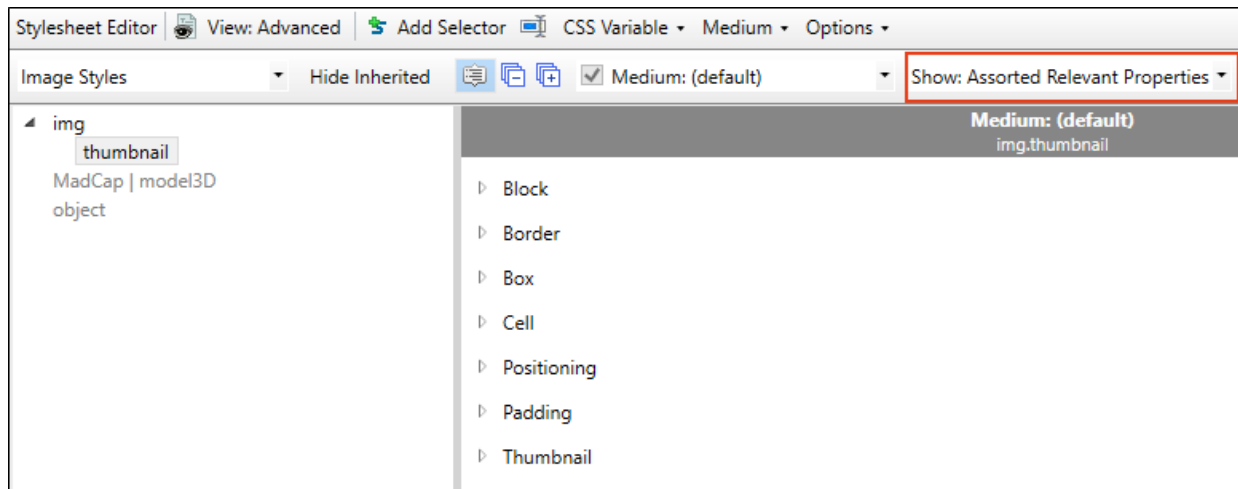 Stylesheet Editor View: Advanced Add Selector CSS Variable Medium Options
Image Styles Hide Inherited Medium: (default) Show: Assorted Relevant Properties
img
thumbnail
MadCap | model3D
object
Medium: (default)
img.thumbnail
Block
Border
Box
Cell
Positioning
Padding
Thumbnail